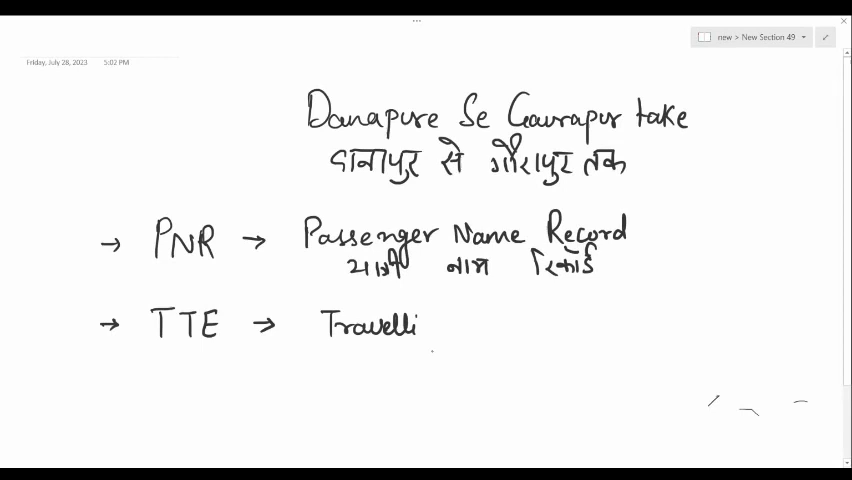 new > New Section 49
Friday, July 28, 2023 5:02 PM
Danapure Se Gaurapur take
दानापुर से गौरापुर तक
→ PNR → Passenger Name Record
यात्री नाम रिकॉर्ड
→ TTE → Travelli